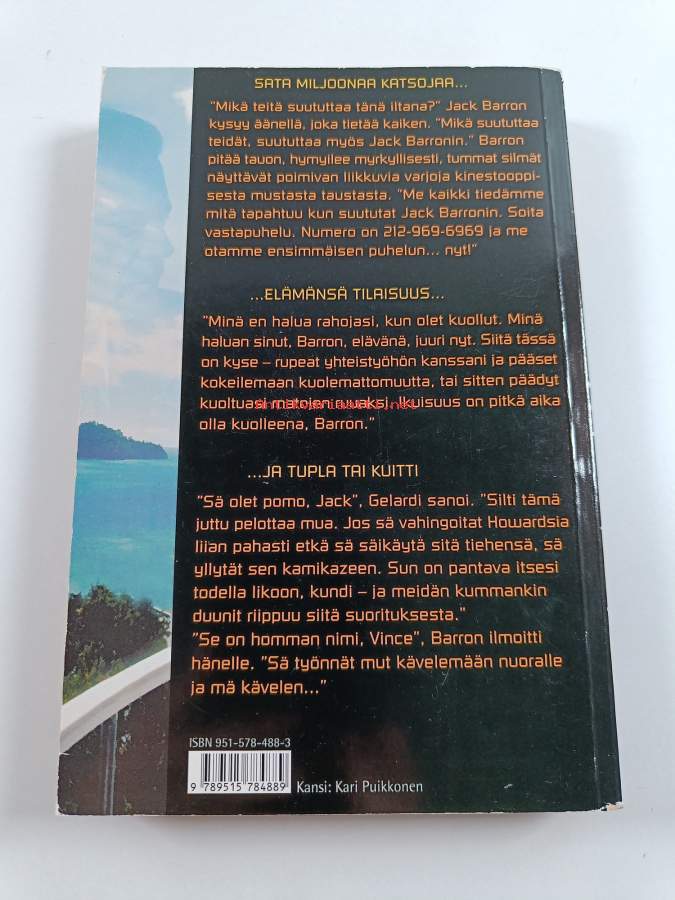 SATA MILJOONAA KATSOJAA...
"Mikä teitä suututtaa tänä iltana?" Jack Barron
kysyy äänellä, joka tietää kaiken. "Mikä suututtaa
teidät, suututtaa myös Jack Barronin." Barron
pitää tauon, hymyilee myrkyllisesti, tummat silmät
näyttävät poimivan liikkuvia varjoja kinestooppi-
sesta mustasta taustasta. "Me kaikki tiedämme
mitä tapahtuu kun suututat Jack Barronin. Soita
vastapuhelu. Numero on 212-969-6969 ja me
otamme ensimmäisen puhelun... nyt!"
...ELÄMÄNSÄ TILAISUUS...
"Minä en halua rahojasi, kun olet kuollut. Minä
haluan sinut, Barron, elävänä, juuri nyt. Siitä tässä
on kyse – rupeat yhteistyöhön kanssani ja pääset
kokeilemaan kuolemattomuutta, tai sitten päädyt
kuoltuasi matojen ruuaksi. Ikuisuus on pitkä aika
olla kuolleena, Barron."
...JA TUPLA TAI KUITTI
"Sä olet pomo, Jack", Gelardi sanoi. "Silti tämä
juttu pelottaa mua. Jos sä vahingoitat Howardsia
liian pahasti etkä sä säikäytä sitä tiehensä, sä
yllytät sen kamikazeen. Sun on pantava itsesi
todella likoon, kundi – ja meidän kummankin
duunit riippuu siitä suorituksesta."
"Se on homman nimi, Vince", Barron ilmoitti
hänelle. "Sä työnnät mut kävelemään nuoralle
ja mä kävelen..."
ISBN 951-578-488-3
9 789515 784889
Kansi: Kari Puikkonen